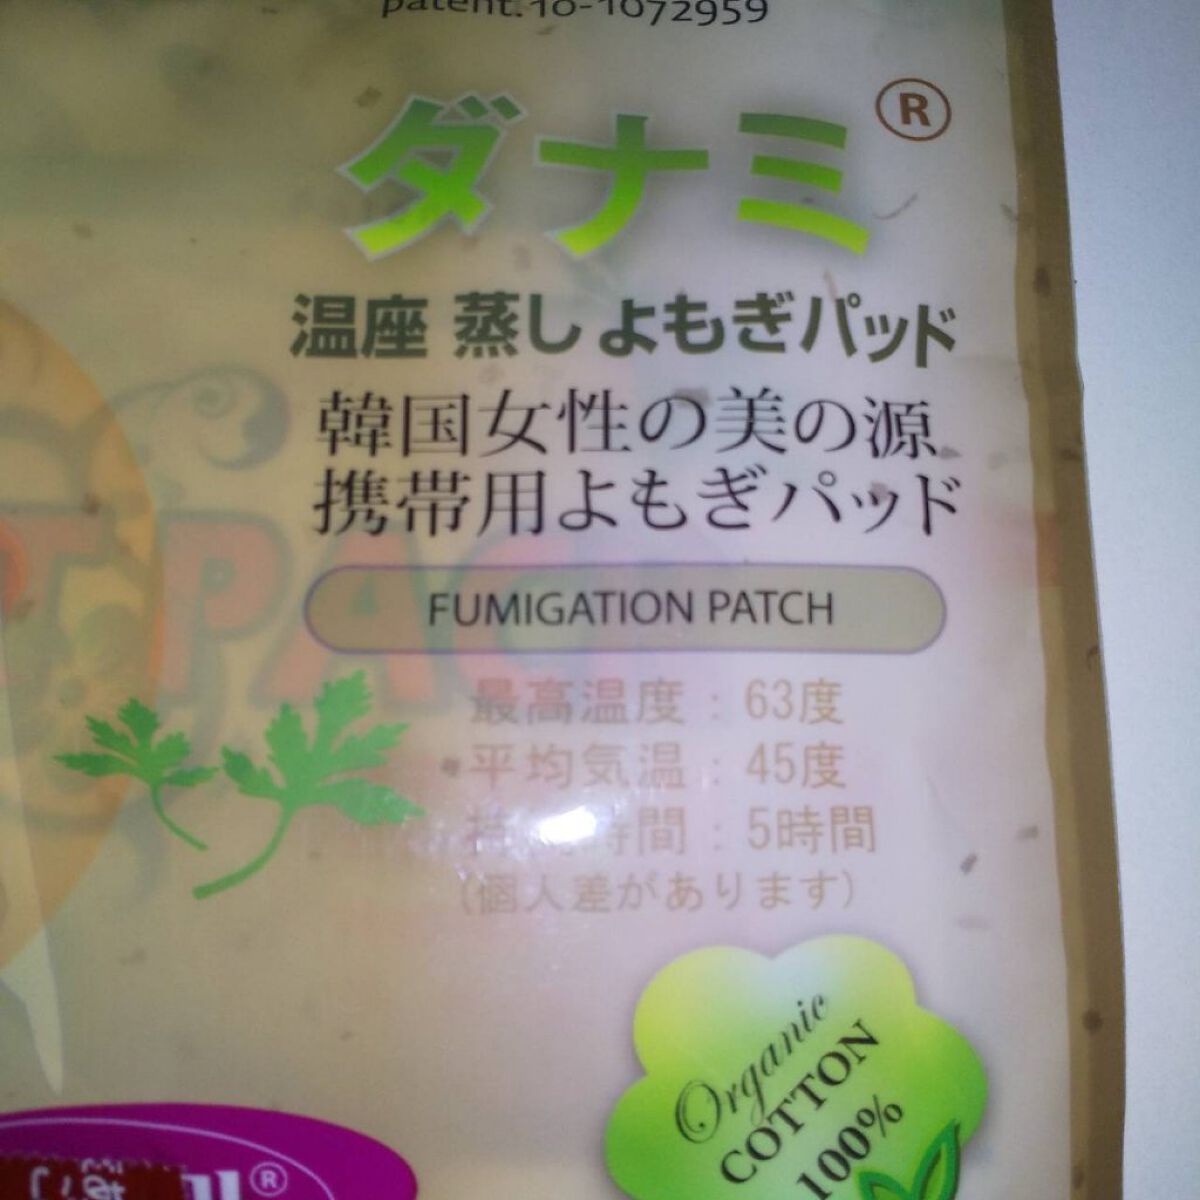 patent.10-1072959
ダナミ®
温座 蒸しよもぎパッド
韓国女性の美の源
携帯用よもぎパッド
FUMIGATION PATCH
最高温度：63度
平均気温：45度
時間：5時間
(個人差があります)
Organic
COTTON
100%
PAC
®